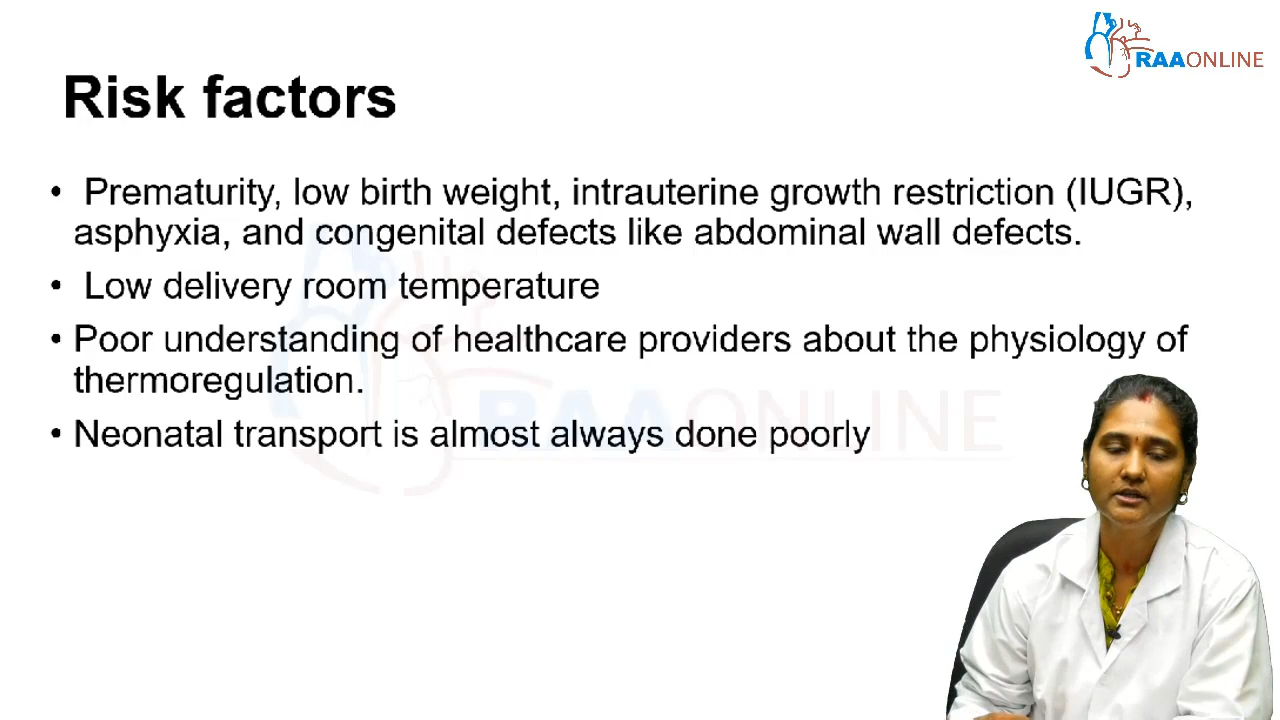 RAAONLINE
Risk factors
• Prematurity, low birth weight, intrauterine growth restriction (IUGR),
asphyxia, and congenital defects like abdominal wall defects.
• Low delivery room temperature
• Poor understanding of healthcare providers about the physiology of
thermoregulation.
RAAONLINE
• Neonatal transport is almost always done poorly